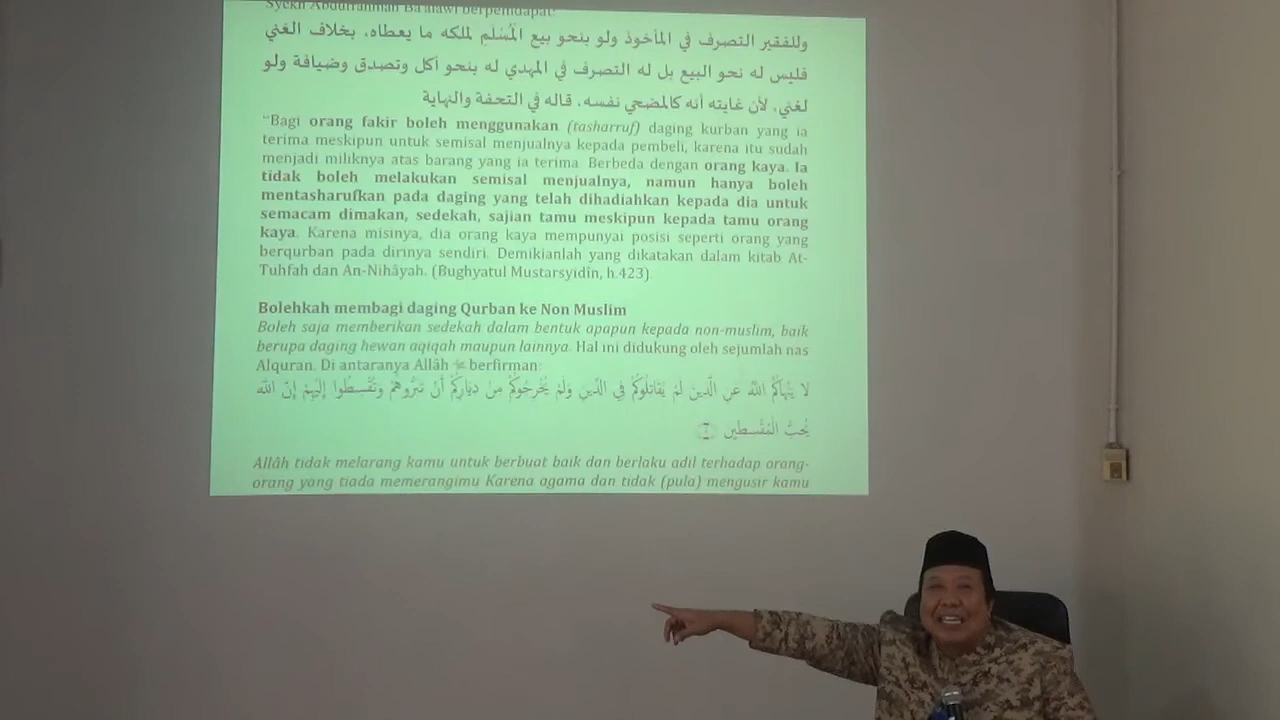 Syekh Abdurrahman Ba'alawi berpendapat:
وللفقير التصرف في المأخوذ ولو بنحو بيع المُسْلَمِ لملكه ما يعطاه، بخلاف الغني
فليس له نحو البيع بل له التصرف في المهدي له بنحو أكل وتصدق وضيافة ولو
لغني، لأن غايته أنه كالمضحي نفسه، قاله في التحفة والنهاية
"Bagi orang fakir boleh menggunakan (tasharruf) daging kurban yang ia
terima meskipun untuk semisal menjualnya kepada pembeli, karena itu sudah
menjadi miliknya atas barang yang ia terima. Berbeda dengan orang kaya. Ia
tidak boleh melakukan semisal menjualnya, namun hanya boleh
mentasharufkan pada daging yang telah dihadiahkan kepada dia untuk
semacam dimakan, sedekah, sajian tamu meskipun kepada tamu orang
kaya. Karena misinya, dia orang kaya mempunyai posisi seperti orang yang
berqurban pada dirinya sendiri. Demikianlah yang dikatakan dalam kitab At-
Tuhfah dan An-Nihâyah. (Bughyatul Mustarsyidîn, h.423).
Bolehkah membagi daging Qurban ke Non Muslim
Boleh saja memberikan sedekah dalam bentuk apapun kepada non-muslim, baik
berupa daging hewan aqiqah maupun lainnya. Hal ini didukung oleh sejumlah nas
Alquran. Di antaranya Allâh berfirman:
لَا يَنْهَاكُمُ اللَّهُ عَنِ الَّذِينَ لَمْ يُقَاتِلُوكُمْ فِي الدِّينِ وَلَمْ يُخْرِجُوكُمْ مِنْ دِيَارِكُمْ أَنْ تَبَرُّوهُمْ وَتُقْسِطُوا إِلَيْهِمْ إِنَّ اللَّهَ
يُحِبُّ الْمُقْسِطِينَ
Allâh tidak melarang kamu untuk berbuat baik dan berlaku adil terhadap orang-
orang yang tiada memerangimu Karena agama dan tidak (pula) mengusir kamu